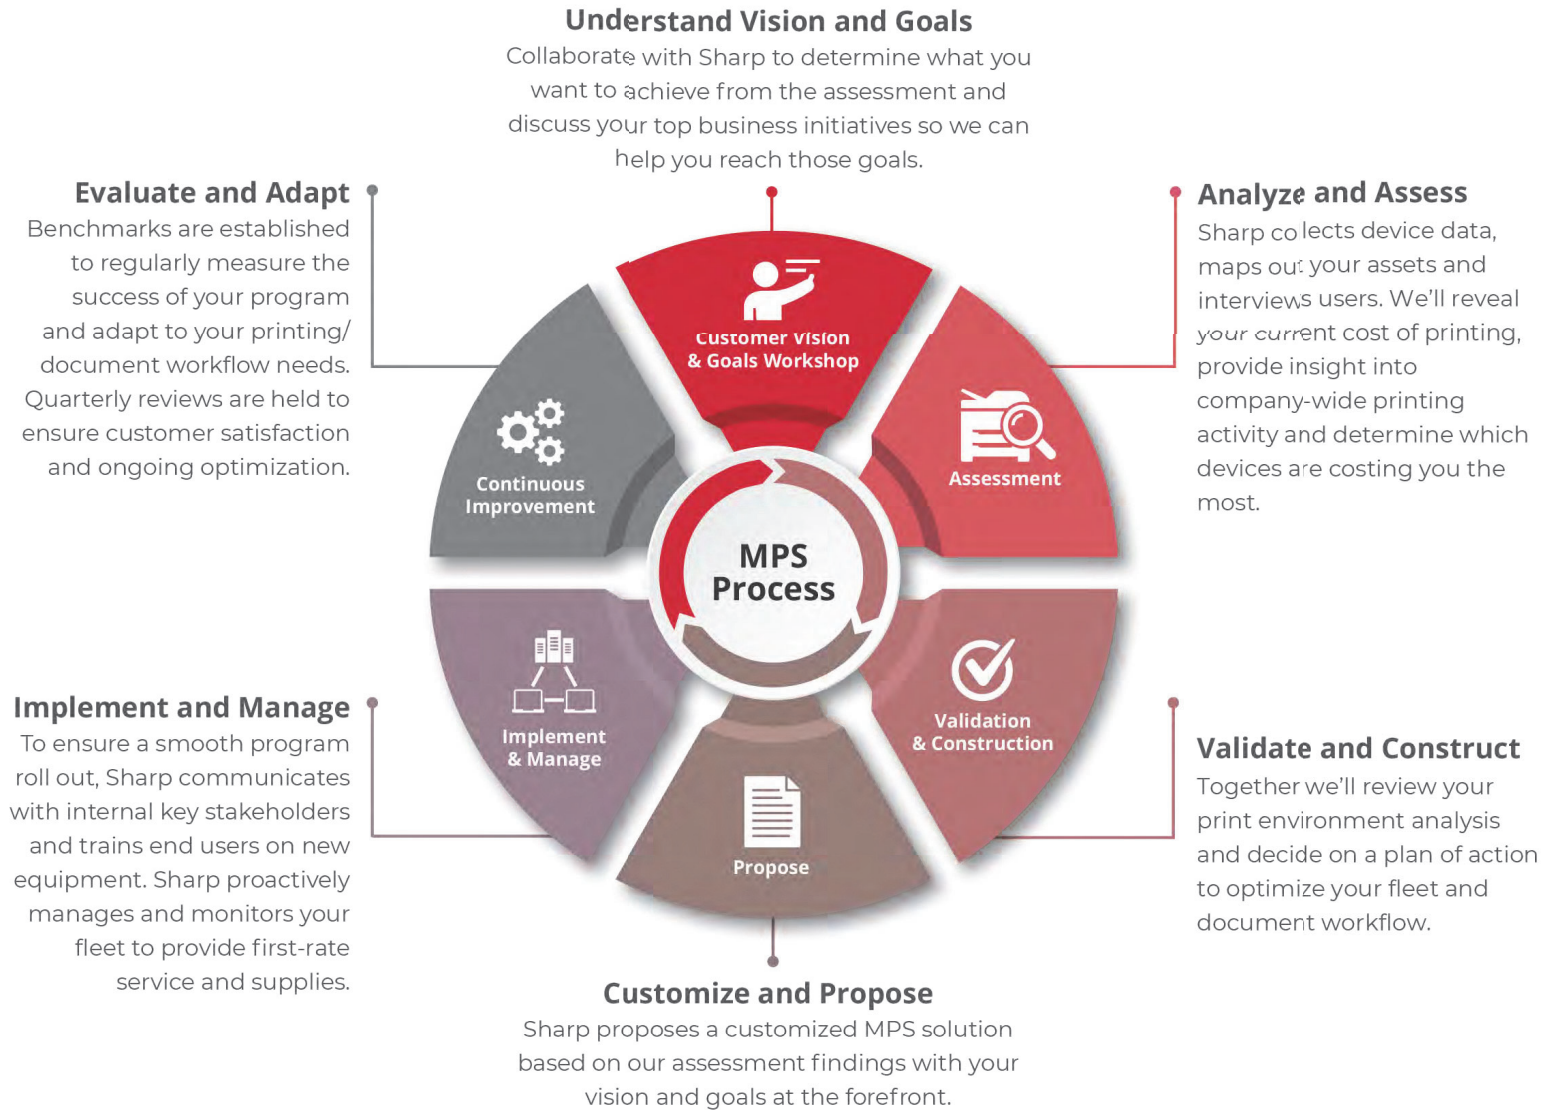 Understand Vision and Goals
Collaborate with Sharp to determine what you
want to achieve from the assessment and
discuss your top business initiatives so we can
help you reach those goals.
Evaluate and Adapt
Benchmarks are established
to regularly measure the
success of your program
and adapt to your printing/
document workflow needs.
Quarterly reviews are held to
ensure customer satisfaction
and ongoing optimization.
Analyze and Assess
Sharp collects device data,
maps out your assets and
interviews users. We’ll reveal
your current cost of printing,
provide insight into
company-wide printing
activity and determine which
devices are costing you the
most.
Customer Vision
& Goals Workshop
Assessment
Continuous
Improvement
MPS
Process
Implement
& Manage
Validation
& Construction
Propose
Implement and Manage
To ensure a smooth program
roll out, Sharp communicates
with internal key stakeholders
and trains end users on new
equipment. Sharp proactively
manages and monitors your
fleet to provide first-rate
service and supplies.
Validate and Construct
Together we’ll review your
print environment analysis
and decide on a plan of action
to optimize your fleet and
document workflow.
Customize and Propose
Sharp proposes a customized MPS solution
based on our assessment findings with your
vision and goals at the forefront.